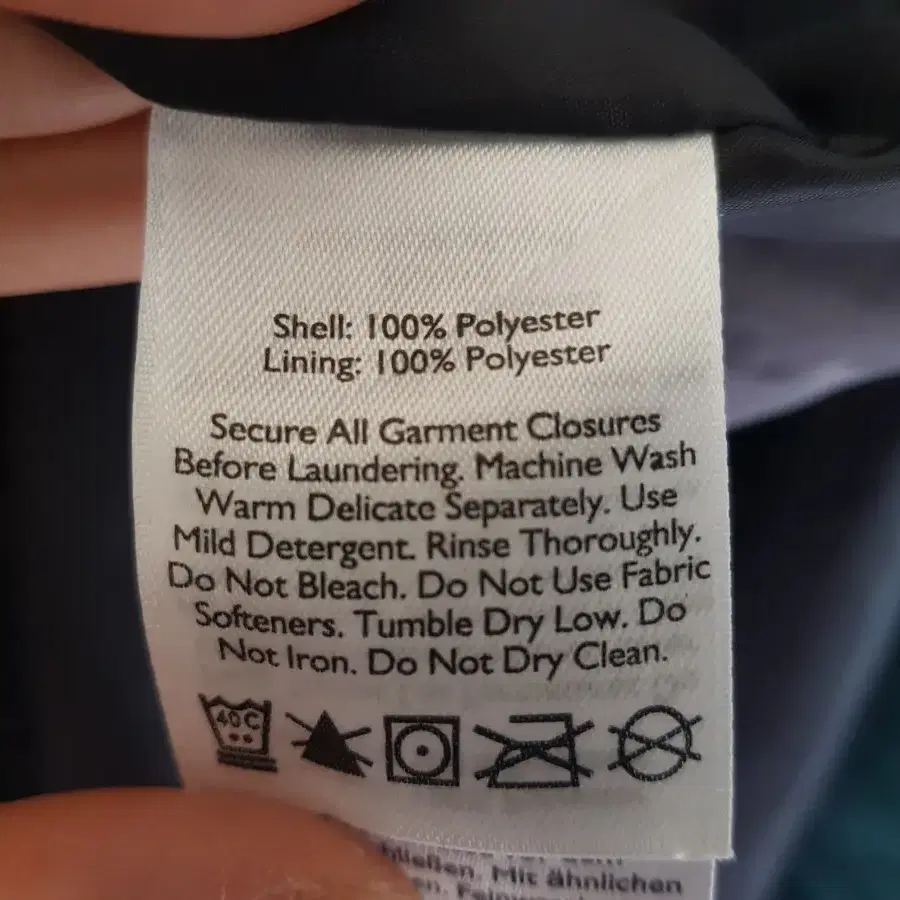 Shell: 100% Polyester
Lining: 100% Polyester
Secure All Garment Closures
Before Laundering. Machine Wash
Warm Delicate Separately. Use
Mild Detergent. Rinse Thoroughly.
Do Not Bleach. Do Not Use Fabric
Softeners. Tumble Dry Low. Do
Not Iron. Do Not Dry Clean.
40C
Mit ähnlichen